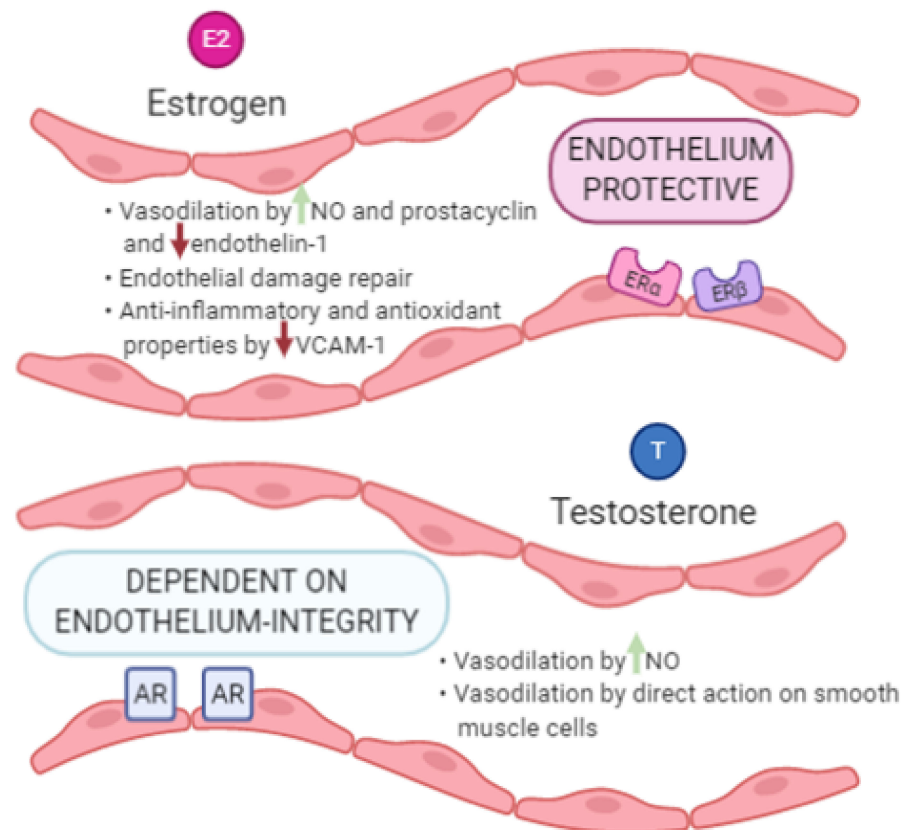 E2
Estrogen
ENDOTHELIUM
PROTECTIVE
• Vasodilation by NO and prostacyclin
and endothelin-1
• Endothelial damage repair
• Anti-inflammatory and antioxidant
properties by VCAM-1
ERα
ERβ
T
Testosterone
DEPENDENT ON
ENDOTHELIUM-INTEGRITY
AR
AR
• Vasodilation by NO
• Vasodilation by direct action on smooth
muscle cells